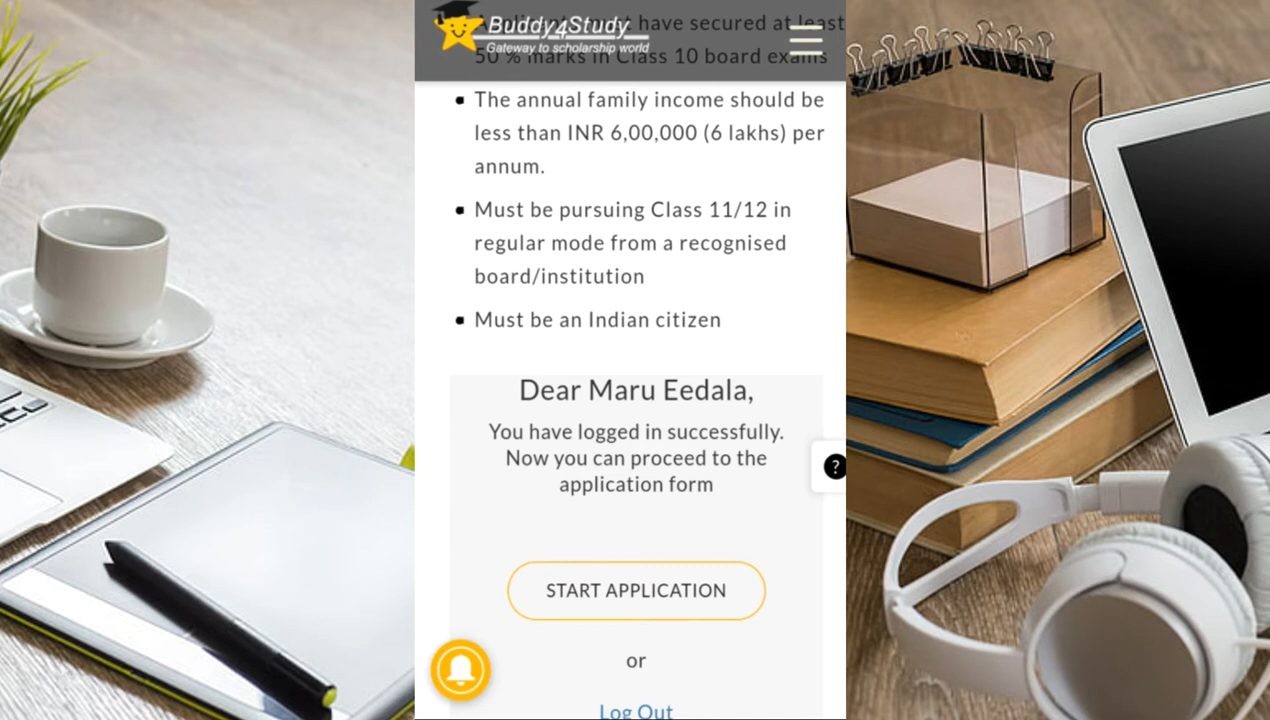 Applicants must have secured at least
Buddy4Study
Gateway to scholarship world
50 % marks in Class 10 board exams
The annual family income should be
less than INR 6,00,000 (6 lakhs) per
annum.
Must be pursuing Class 11/12 in
regular mode from a recognised
board/institution
Must be an Indian citizen
Dear Maru Eedala,
You have logged in successfully.
Now you can proceed to the
application form
?
START APPLICATION
or
Log Out